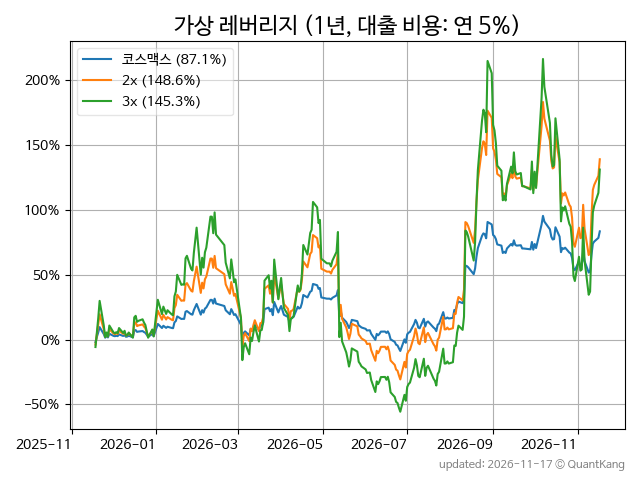 가상 레버리지 (1년, 대출 비용: 연 5%)
코스맥스 (87.1%)
2x (148.6%)
3x (145.3%)
200%
150%
100%
50%
0%
−50%
2025-11 2026-01 2026-03 2026-05 2026-07 2026-09 2026-11
updated: 2026-11-17 © QuantKang